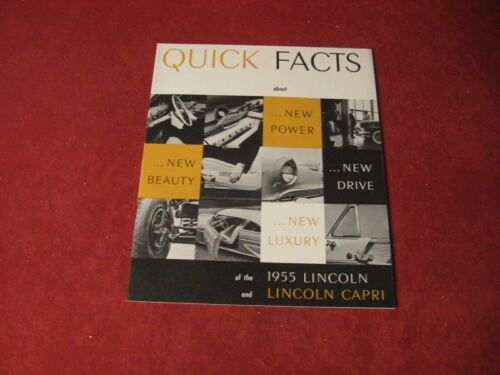 QUICK FACTS
about
...NEW
POWER
...NEW
BEAUTY
...NEW
DRIVE
...NEW
LUXURY
of the 1955 LINCOLN
and LINCOLN CAPRI